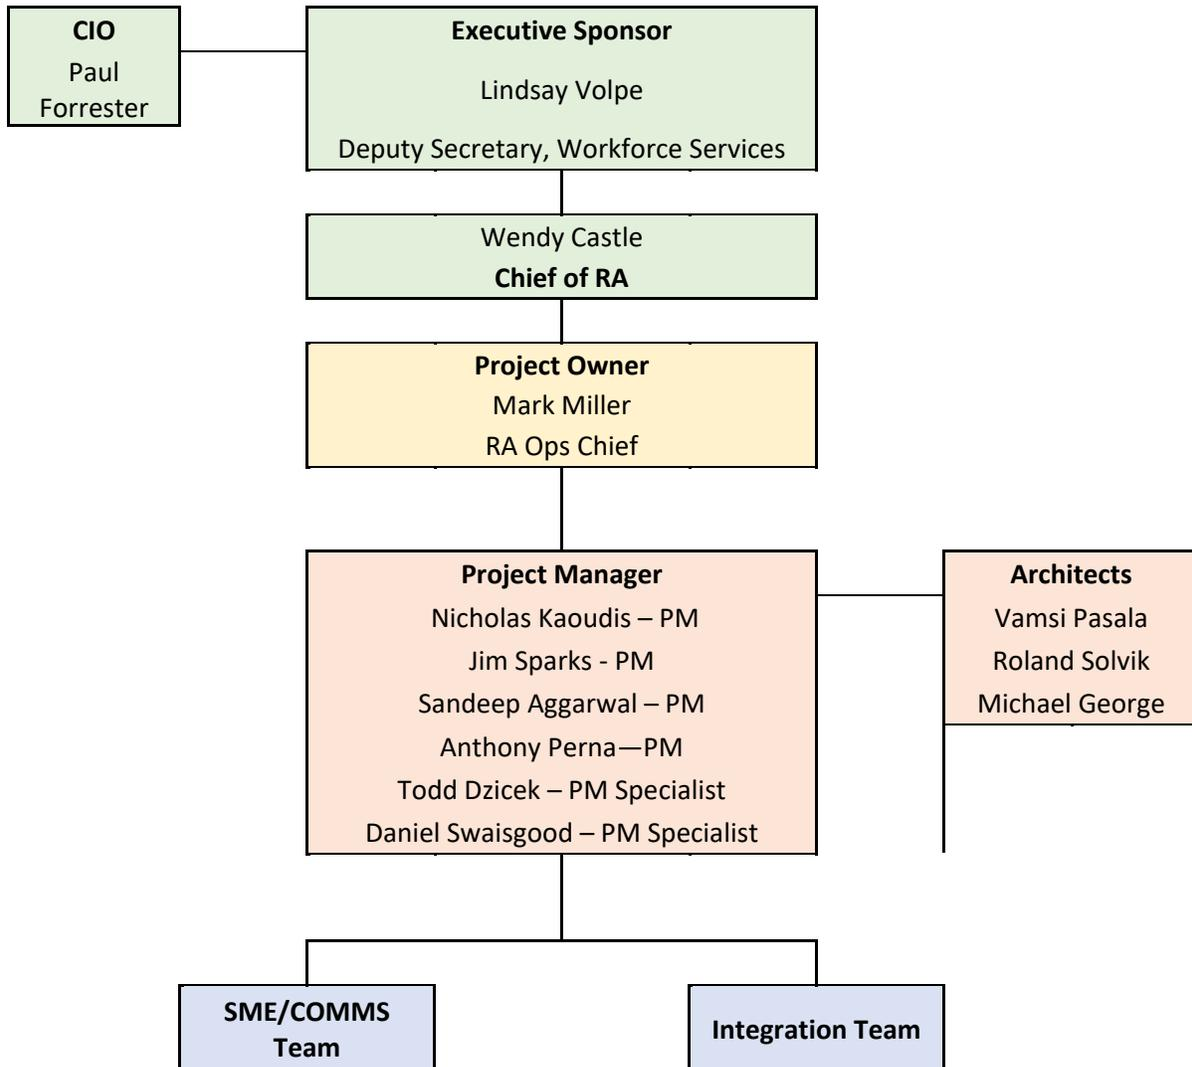 CIO
Paul
Forrester
Executive Sponsor
Lindsay Volpe
Deputy Secretary, Workforce Services
Wendy Castle
Chief of RA
Project Owner
Mark Miller
RA Ops Chief
Project Manager
Nicholas Kaoudis – PM
Jim Sparks - PM
Sandeep Aggarwal – PM
Anthony Perna—PM
Todd Dzicek – PM Specialist
Daniel Swaisgood – PM Specialist
Architects
Vamsi Pasala
Roland Solvik
Michael George
SME/COMMS
Team
Integration Team